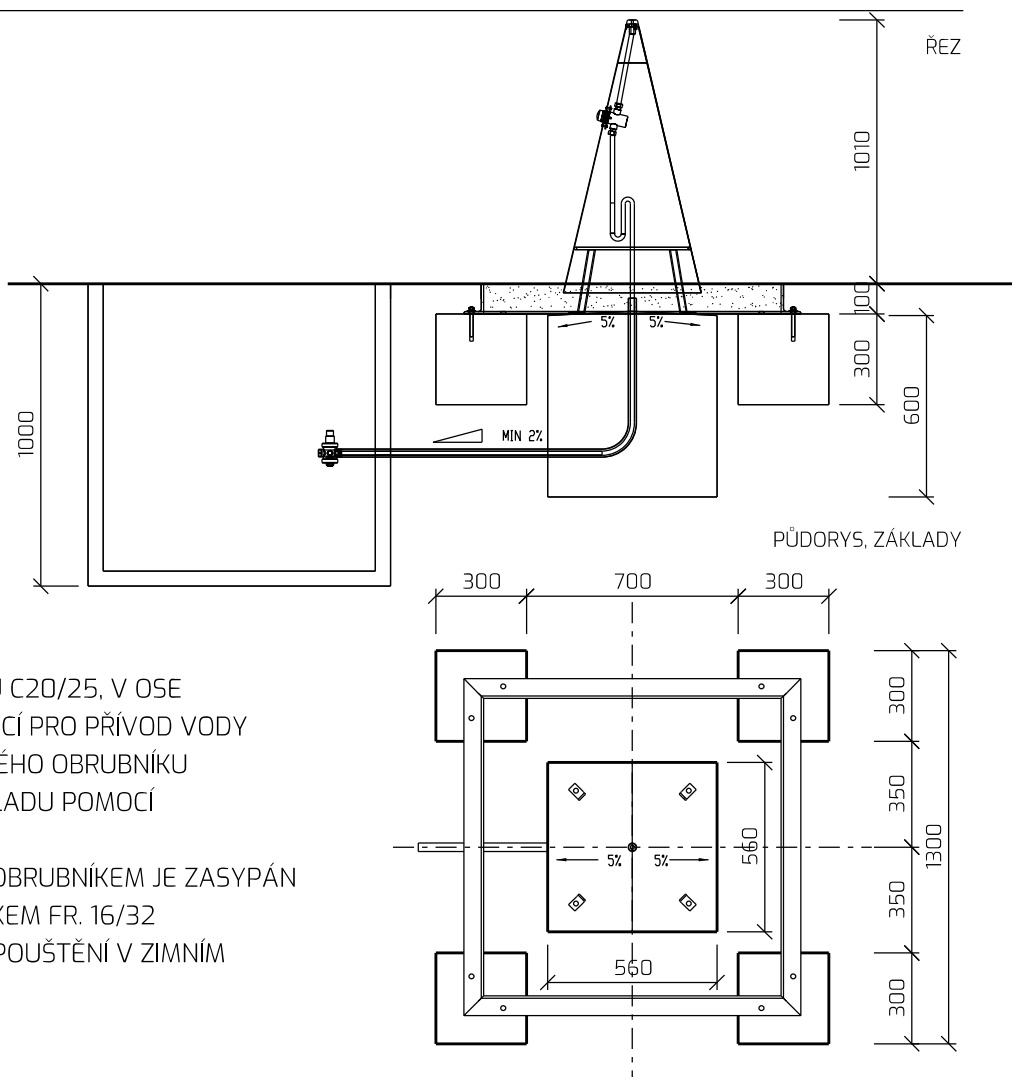 ŘEZ
1010
100
5% 5%
300
600
1000
MIN 2%
PŮDORYS, ZÁKLADY
300 700 300
C20/25, V OSE
CÍ PRO PŘÍVOD VODY
ÉHO OBRUBNÍKU
LADU POMOCÍ
OBRUBNÍKEM JE ZASYPÁN
KEM FR. 16/32
POUŠTĚNÍ V ZIMNÍM
300
350
1300
560
5% 5%
350
560
300